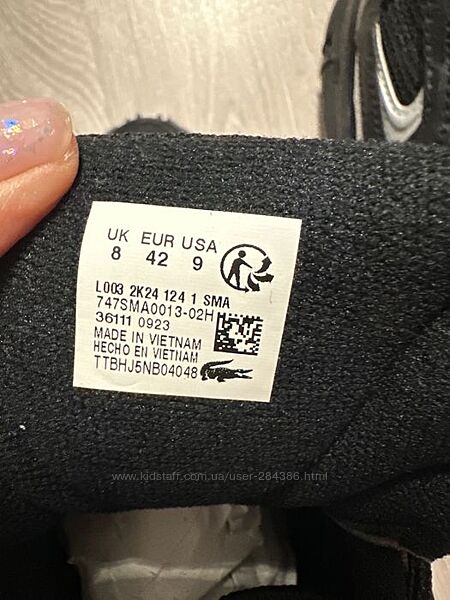 UK EUR USA
8 42 9
L003 2K24 124 1 SMA
747SMA0013-02H
36111 0923
MADE IN VIETNAM
HECHO EN VIETNAM
TTBHJ5NB04048
www.kidstaff.com.ua/user-284386.html